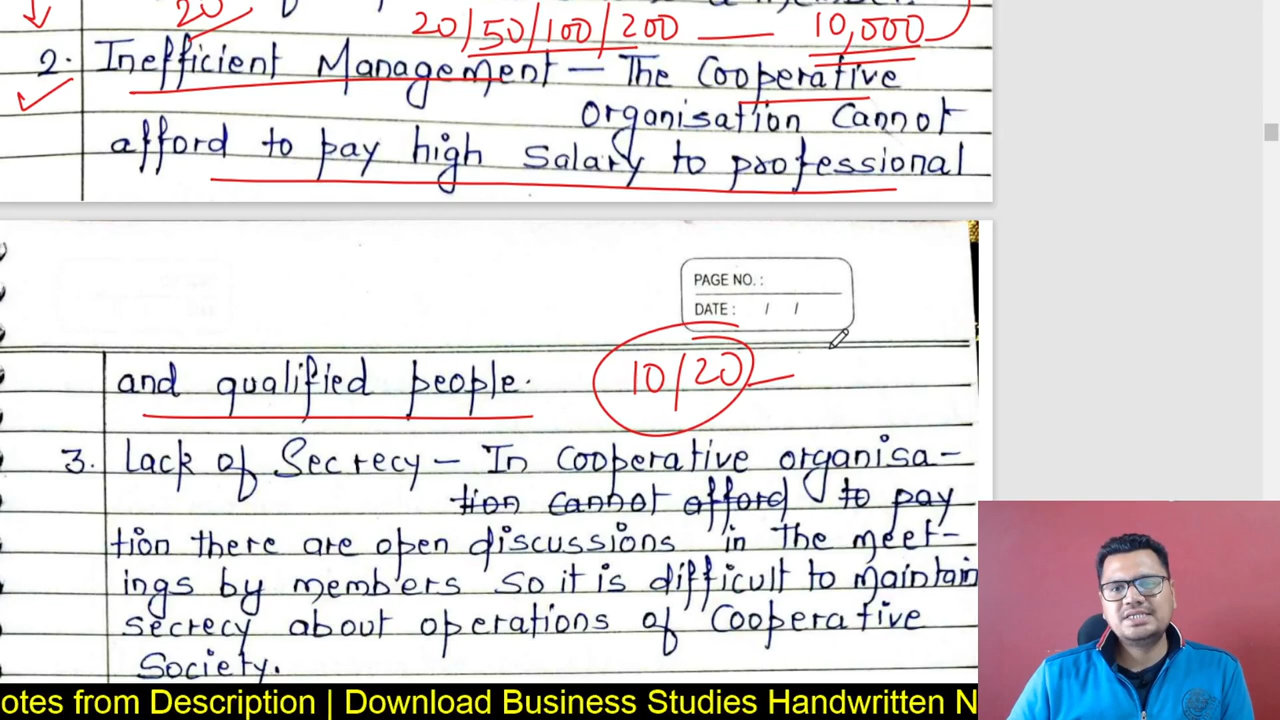 20
20/50/100/200 — 10,000
2. Inefficient Management – The Cooperative
organisation Cannot
afford to pay high Salary to professional
PAGE NO. :
DATE : / /
and qualified people. 10/20
3. Lack of Secrecy – In Cooperative organisa-
tion cannot afford to pay
tion there are open discussions in the meet-
ings by members so it is difficult to maintain
secrecy about operations of Cooperative
Society.
otes from Description | Download Business Studies Handwritten N